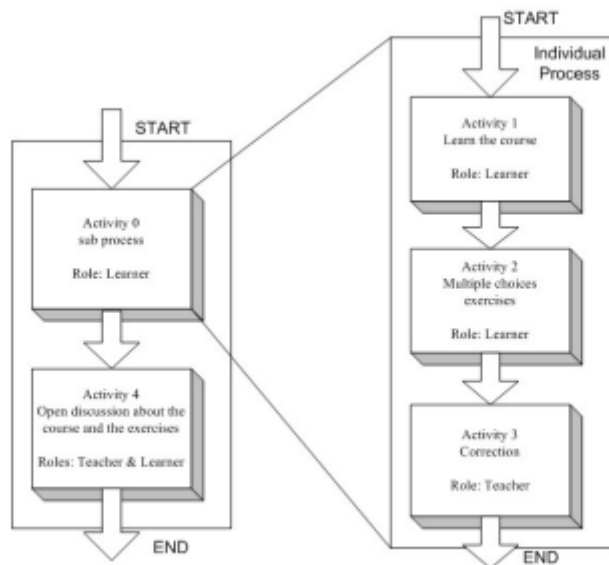 START
Activity 0
sub process
Role: Learner
Activity 4
Open discussion about the
course and the exercises
Roles: Teacher & Learner
END
START
Individual
Process
Activity 1
Learn the course
Role: Learner
Activity 2
Multiple choices
exercises
Role: Learner
Activity 3
Correction
Role: Teacher
END